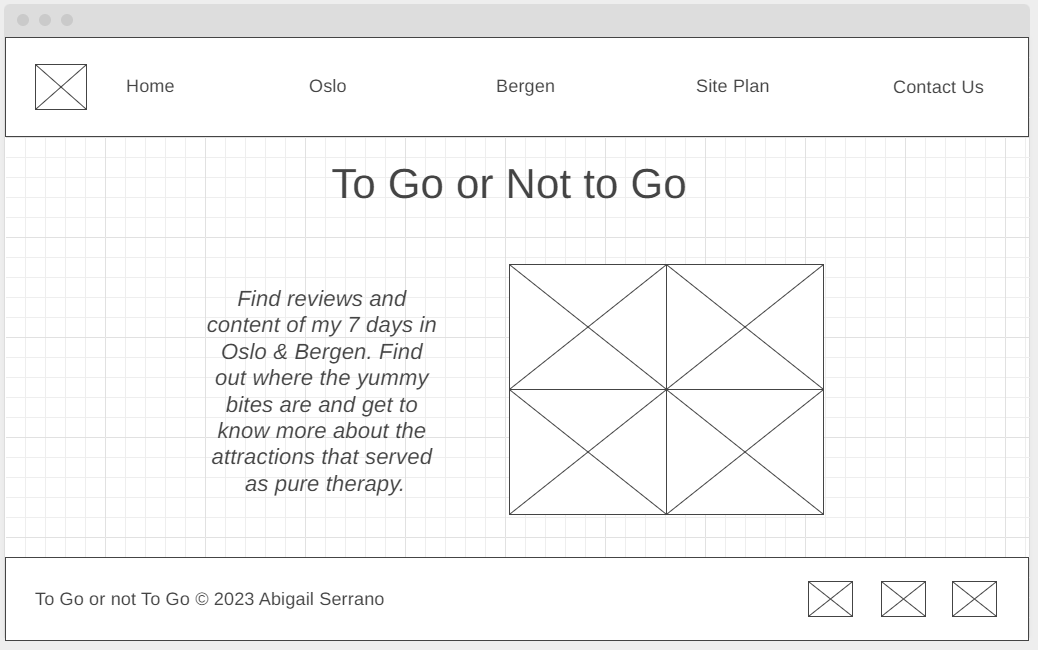 Home Oslo Bergen Site Plan Contact Us
To Go or Not to Go
Find reviews and
content of my 7 days in
Oslo & Bergen. Find
out where the yummy
bites are and get to
know more about the
attractions that served
as pure therapy.
To Go or not To Go © 2023 Abigail Serrano